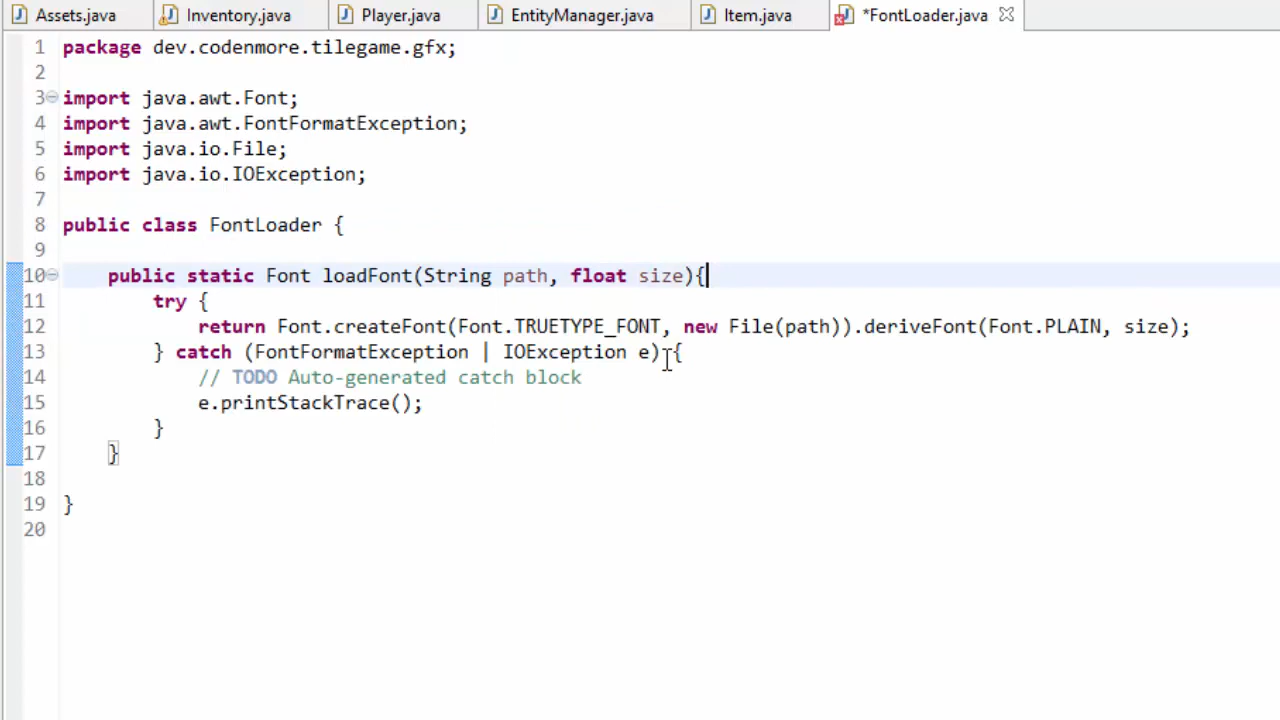 Assets.java Inventory.java Player.java EntityManager.java Item.java *FontLoader.java
1 package dev.codenmore.tilegame.gfx;
2
3 import java.awt.Font;
4 import java.awt.FontFormatException;
5 import java.io.File;
6 import java.io.IOException;
7
8 public class FontLoader {
9
10     public static Font loadFont(String path, float size){
11         try {
12             return Font.createFont(Font.TRUETYPE_FONT, new File(path)).deriveFont(Font.PLAIN, size);
13         } catch (FontFormatException | IOException e) {
14             // TODO Auto-generated catch block
15             e.printStackTrace();
16         }
17     }
18
19 }
20